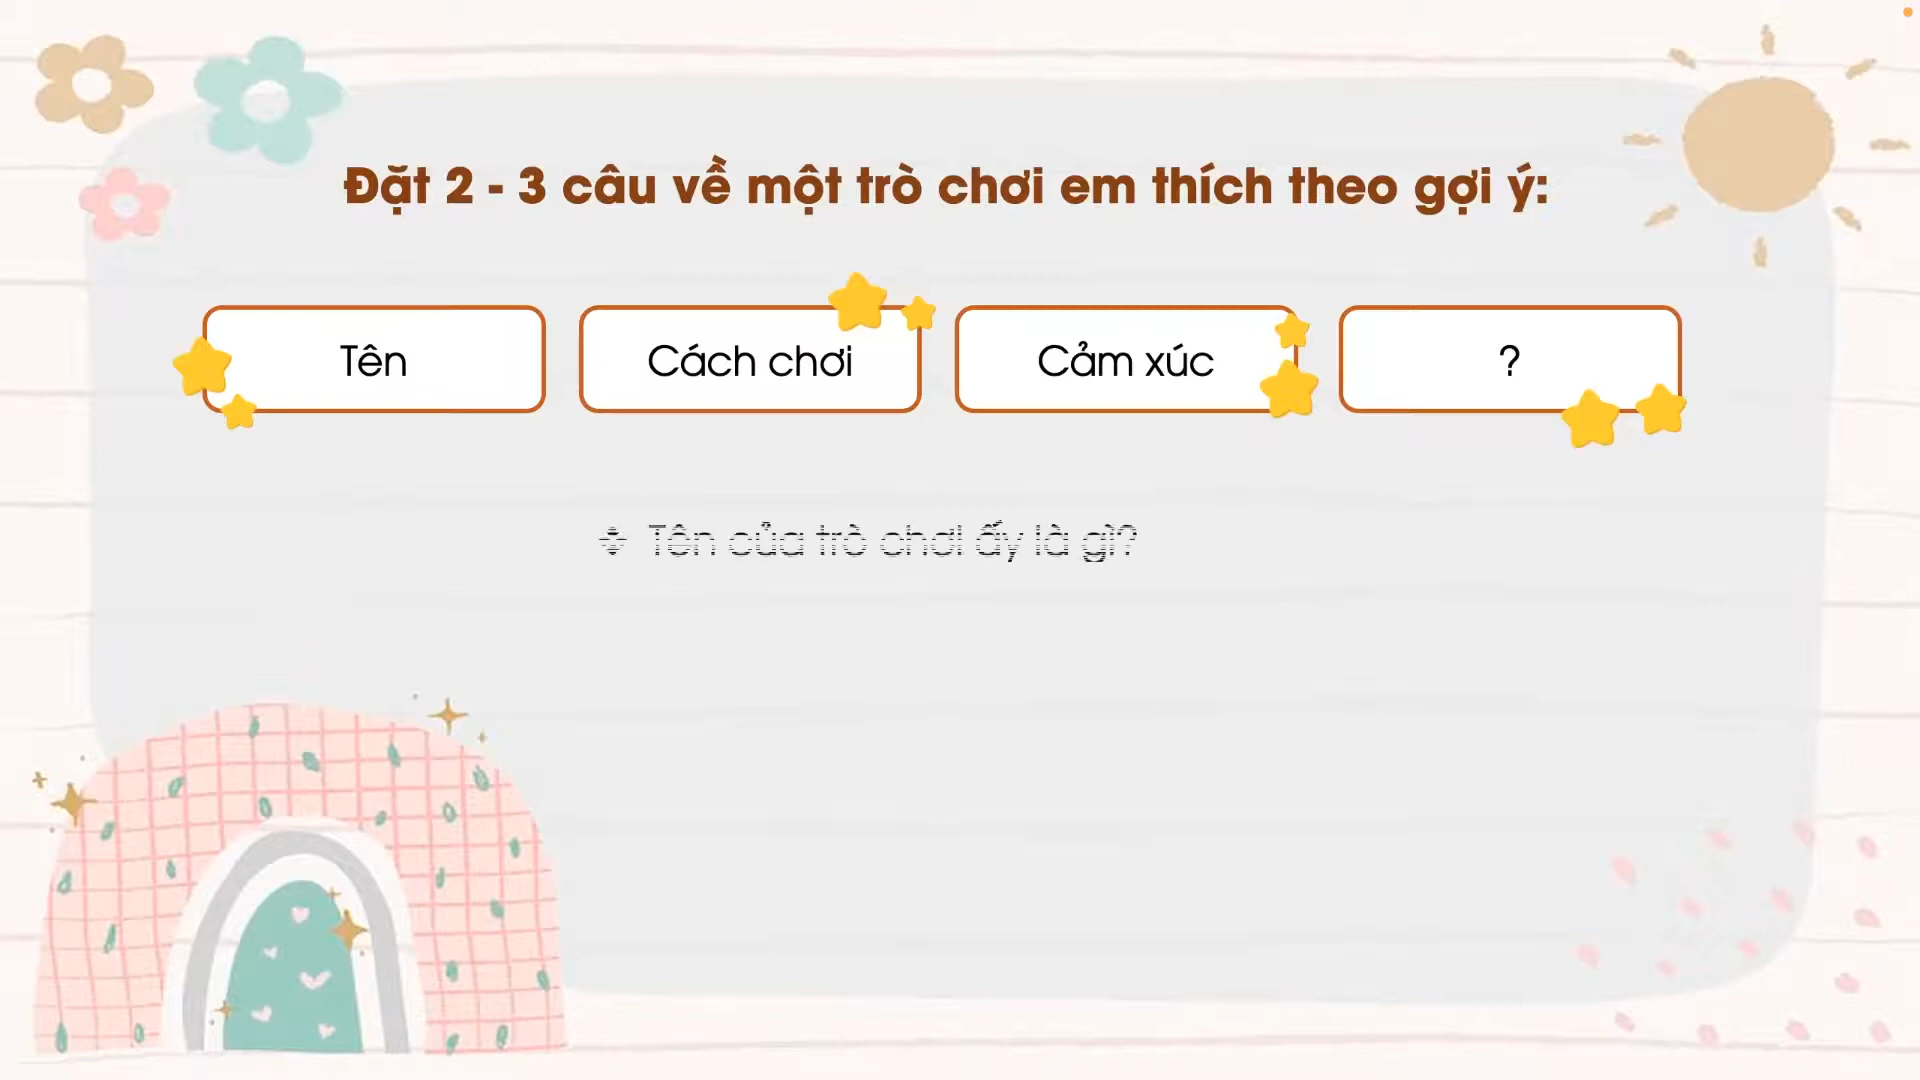 Đặt 2 - 3 câu về một trò chơi em thích theo gợi ý:
Tên
Cách chơi
Cảm xúc
?
Tên của trò chơi ấy là gì?